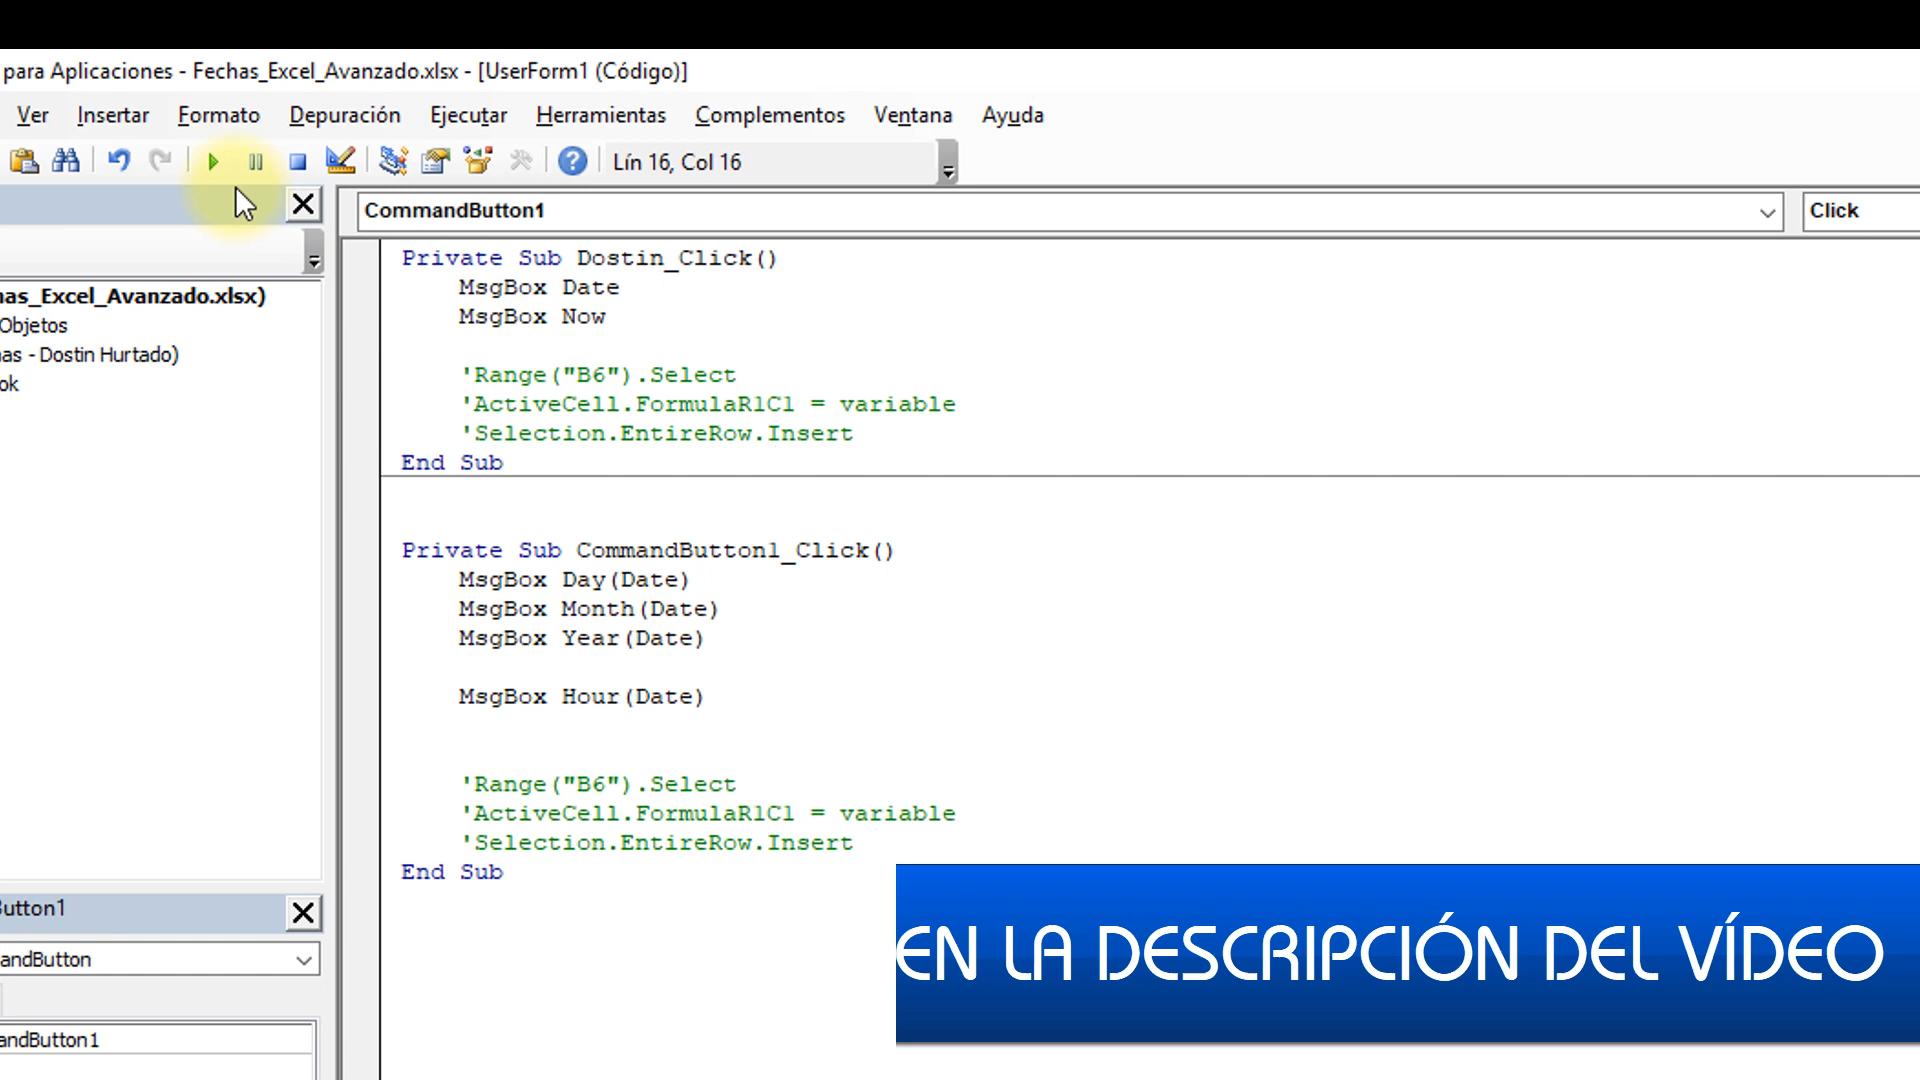 para Aplicaciones - Fechas_Excel_Avanzado.xlsx - [UserForm1 (Código)]
Ver Insertar Formato Depuración Ejecutar Herramientas Complementos Ventana Ayuda
Lín 16, Col 16
CommandButton1
Click
has_Excel_Avanzado.xlsx)
Objetos
as - Dostin Hurtado)
ok
Private Sub Dostin_Click()
MsgBox Date
MsgBox Now
'Range("B6").Select
'ActiveCell.FormulaR1C1 = variable
'Selection.EntireRow.Insert
End Sub
Private Sub CommandButton1_Click()
MsgBox Day(Date)
MsgBox Month(Date)
MsgBox Year(Date)
MsgBox Hour(Date)
'Range("B6").Select
'ActiveCell.FormulaR1C1 = variable
'Selection.EntireRow.Insert
End Sub
utton1
andButton
andButton1
EN LA DESCRIPCIÓN DEL VÍDEO